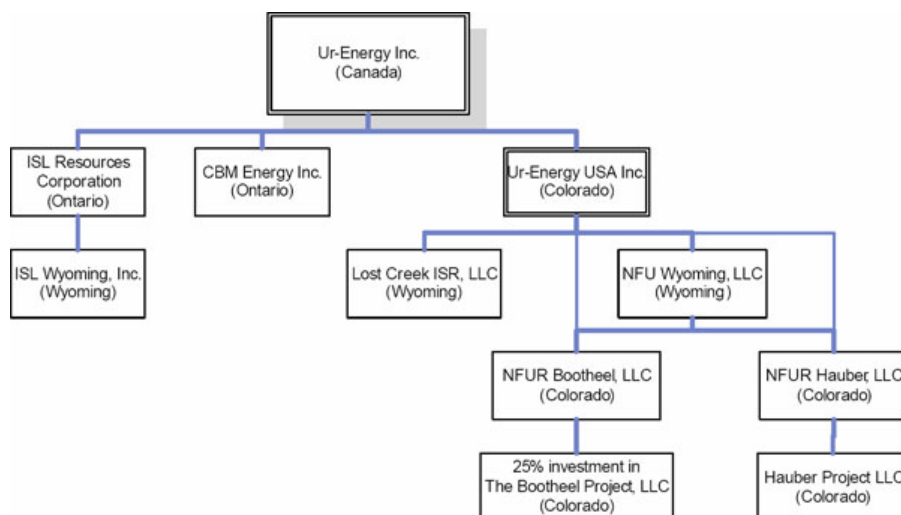 Ur-Energy Inc.
(Canada)
ISL Resources
Corporation
(Ontario)
CBM Energy Inc.
(Ontario)
Ur-Energy USA Inc.
(Colorado)
ISL Wyoming, Inc.
(Wyoming)
Lost Creek ISR, LLC
(Wyoming)
NFU Wyoming, LLC
(Wyoming)
NFUR Bootheel, LLC
(Colorado)
NFUR Hauber, LLC
(Colorado)
25% investment in
The Bootheel Project, LLC
(Colorado)
Hauber Project LLC
(Colorado)